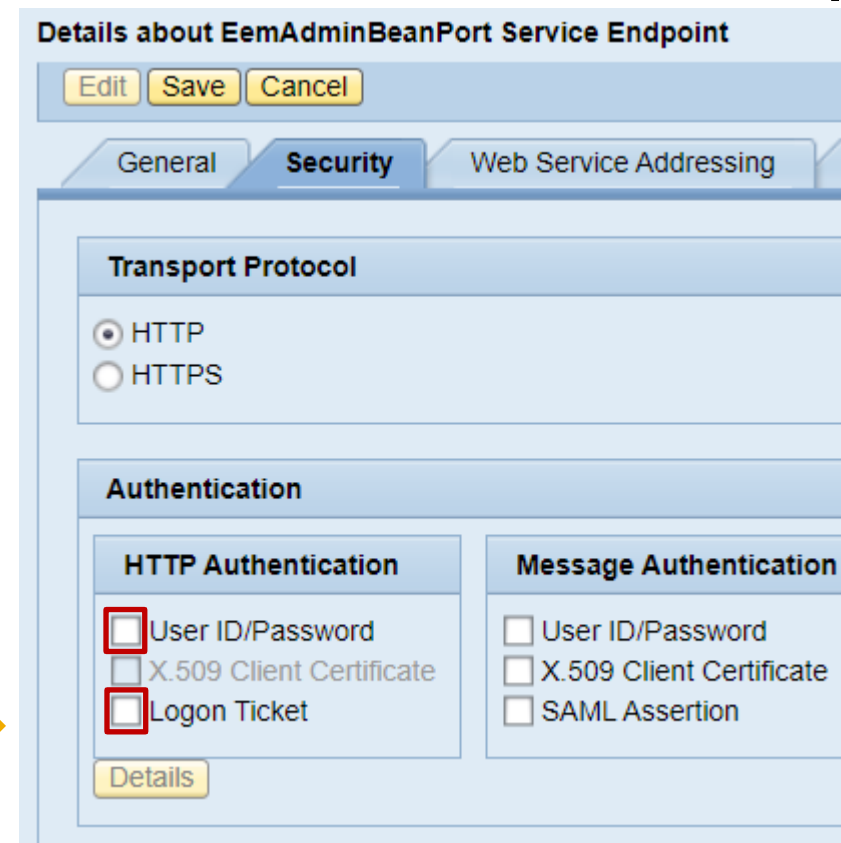 Details about EemAdminBeanPort Service Endpoint
Edit Save Cancel
General Security Web Service Addressing
Transport Protocol
HTTP
HTTPS
Authentication
HTTP Authentication
User ID/Password
X.509 Client Certificate
Logon Ticket
Details
Message Authentication
User ID/Password
X.509 Client Certificate
SAML Assertion